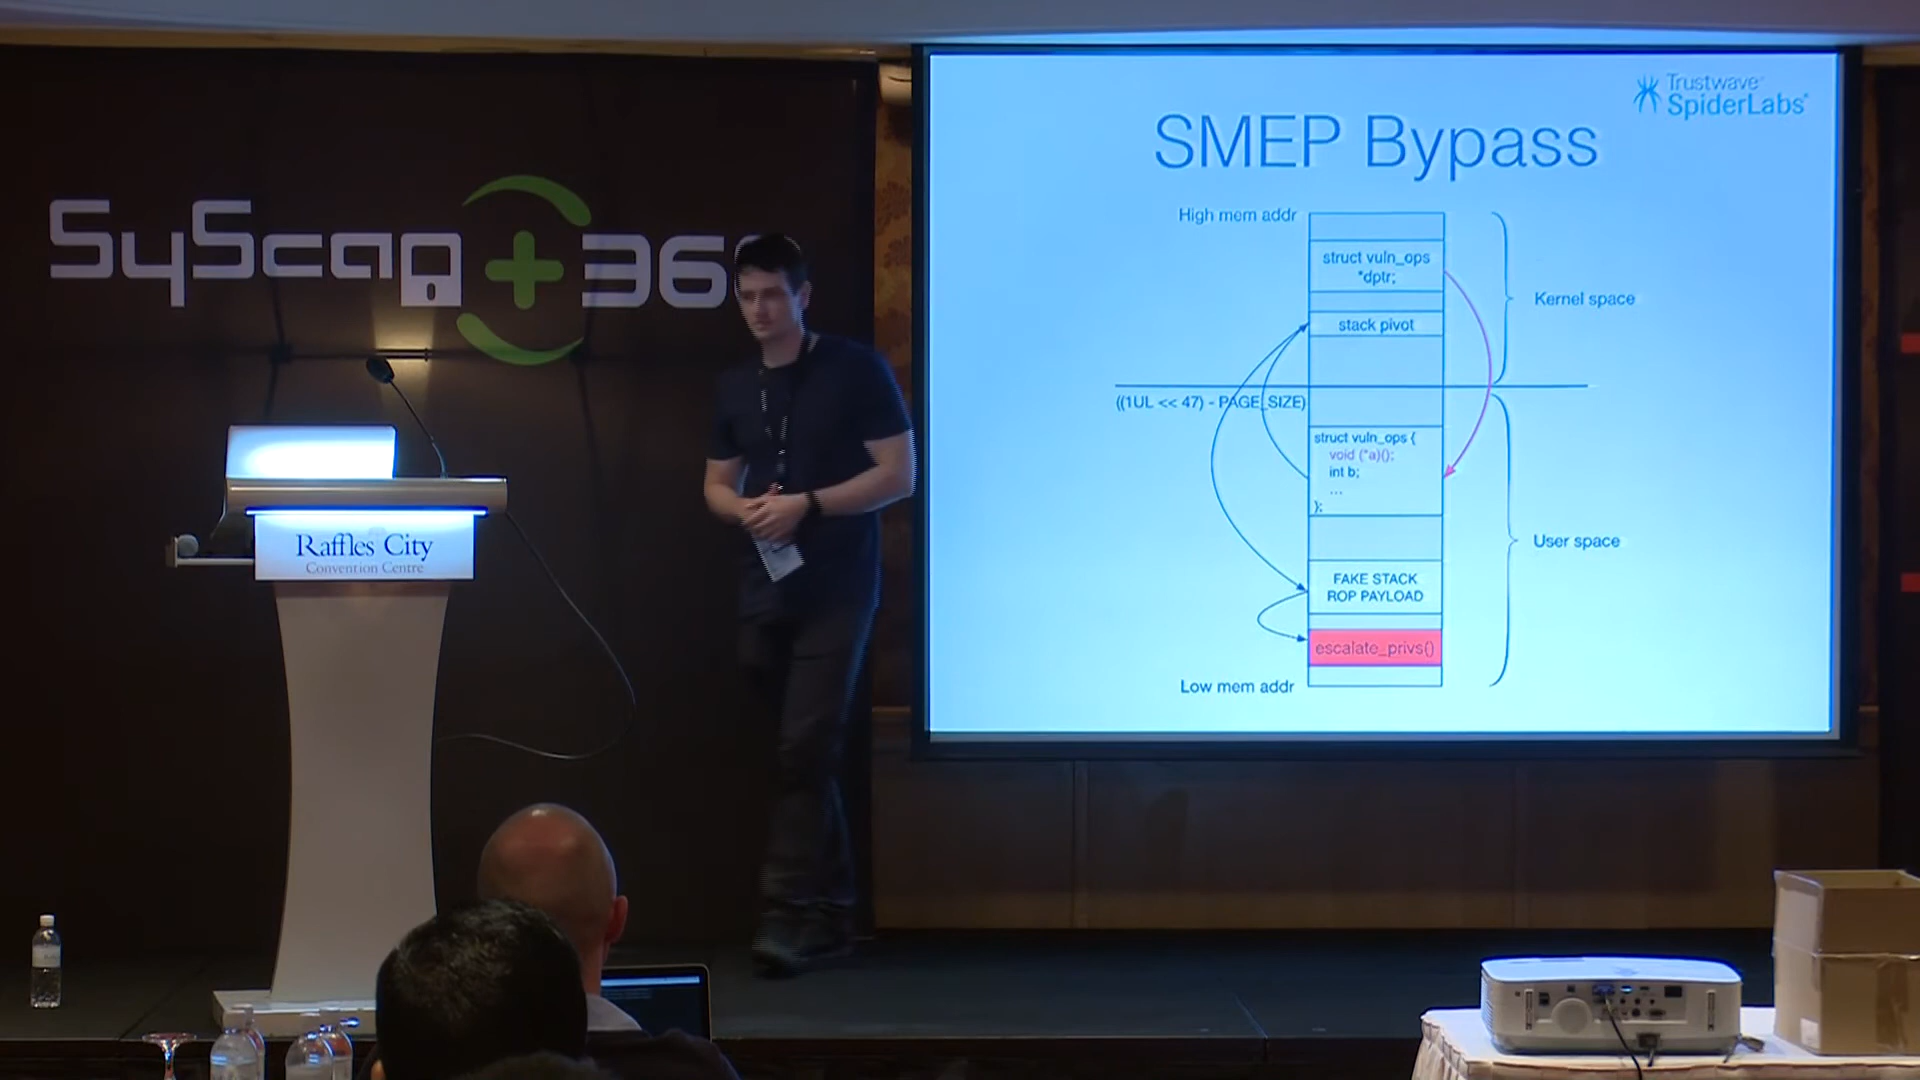 SyScan+36
Raffles City
Convention Centre
Trustwave
SpiderLabs
SMEP Bypass
High mem addr
struct vuln_ops
*dptr;
Kernel space
stack pivot
((1UL << 47) - PAGE_SIZE)
struct vuln_ops {
void (*a)();
int b;
...
};
User space
FAKE STACK
ROP PAYLOAD
escalate_privs()
Low mem addr